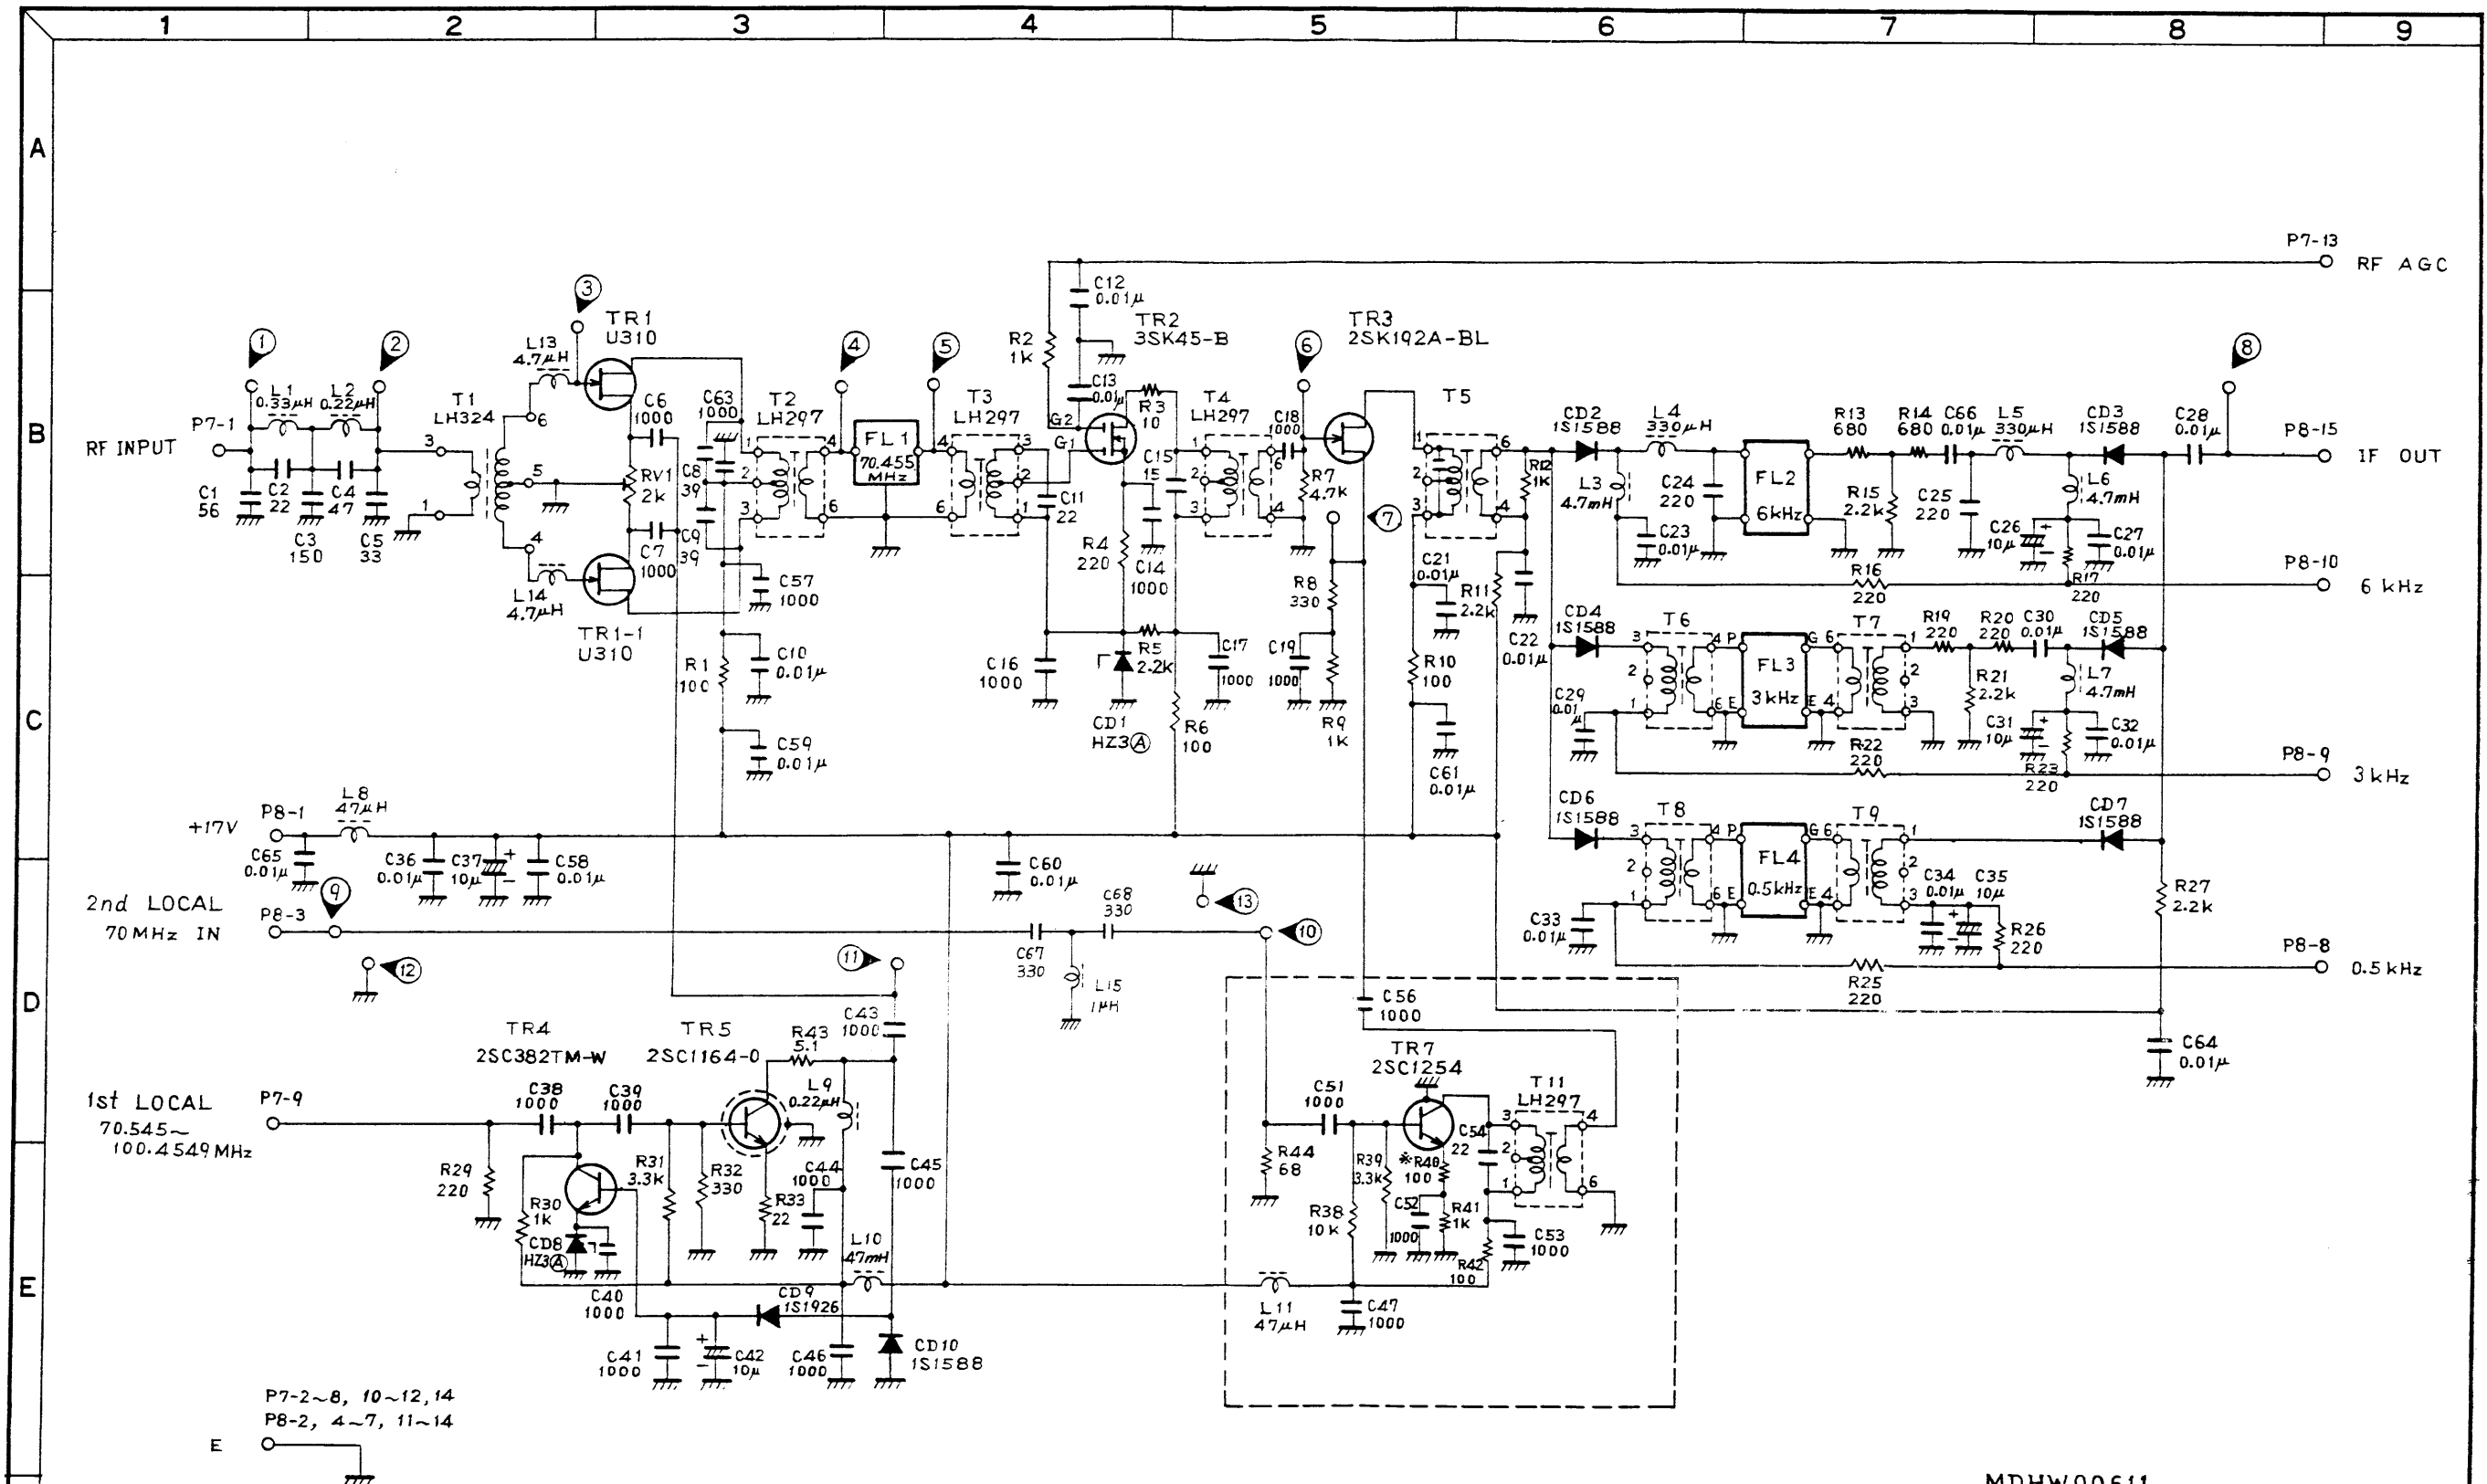 1 2 3 4 5 6 7 8 9
A
B
C
D
E
P7-13
RF AGC
C12
0.01μ
TR1
U310
TR2
3SK45-B
TR3
2SK192A-BL
L13
4.7μH
R2
1k
1 2 3 4 5 6 7 8
C13
0.01μ
L1
0.33μH
L2
0.22μH
T1
LH324
C6
1000
C63
1000
T2
LH297
T3
LH297
G2
G1
R3
10
T4
LH297
C18
1000
T5
CD2
1S1588
L4
330μH
R13
680
R14
680
C66
0.01μ
L5
330μH
CD3
1S1588
C28
0.01μ
RF INPUT
P7-1
P8-15
IF OUT
FL1
70.455
MHz
C8
39
C9
39
RV1
2k
C15
15
R7
4.7k
R12
1k
L3
4.7mH
C24
220
FL2
6kHz
R15
2.2k
C25
220
L6
4.7mH
C1
56
C2
22
C3
150
C4
47
C5
33
C7
1000
C11
22
R4
220
C14
1000
C23
0.01μ
C26
10μ
C27
0.01μ
L14
4.7μH
TR1-1
U310
C57
1000
R8
330
C21
0.01μ
R11
2.2k
R16
220
R17
220
P8-10
6 kHz
R1
100
C10
0.01μ
C16
1000
R5
2.2k
C17
1000
C19
1000
R10
100
C22
0.01μ
CD4
1S1588
T6
FL3
3kHz
T7
R19
220
R20
220
C30
0.01μ
CD5
1S1588
R21
2.2k
L7
4.7mH
C59
0.01μ
CD1
HZ3Ⓐ
R6
100
R9
1K
C61
0.01μ
C29
0.01
μ
C31
10μ
C32
0.01μ
R22
220
R23
220
P8-9
3 kHz
+17V
P8-1
L8
47μH
CD6
1S1588
T8
FL4
0.5kHz
T9
CD7
1S1588
C65
0.01μ
C36
0.01μ
C37
10μ
C58
0.01μ
C60
0.01μ
C68
330
C34
0.01μ
C35
10μ
R27
2.2k
2nd LOCAL
70MHz IN
P8-3
9
13
10
C67
330
C33
0.01μ
R26
220
P8-8
0.5 kHz
12
11
L15
1μH
R25
220
C56
1000
C43
1000
TR4
2SC382TM-W
TR5
2SC1164-0
R43
5.1
TR7
2SC1254
C64
0.01μ
1st LOCAL
70.545~
100.4549MHz
P7-9
C38
1000
C39
1000
L9
0.22μH
C51
1000
T11
LH297
R29
220
R30
1k
R31
3.3k
R32
330
R33
22
C44
1000
C45
1000
R44
68
R39
3.3k
※R40
100
C54
22
CD8
HZ3Ⓐ
L10
47mH
R38
10K
C52
1000
R41
1K
R42
100
C53
1000
C40
1000
CD9
1S1926
L11
47μH
C47
1000
C41
1000
C42
10μ
C46
1000
CD10
1S1588
P7-2~8, 10~12,14
P8-2, 4~7, 11~14
E